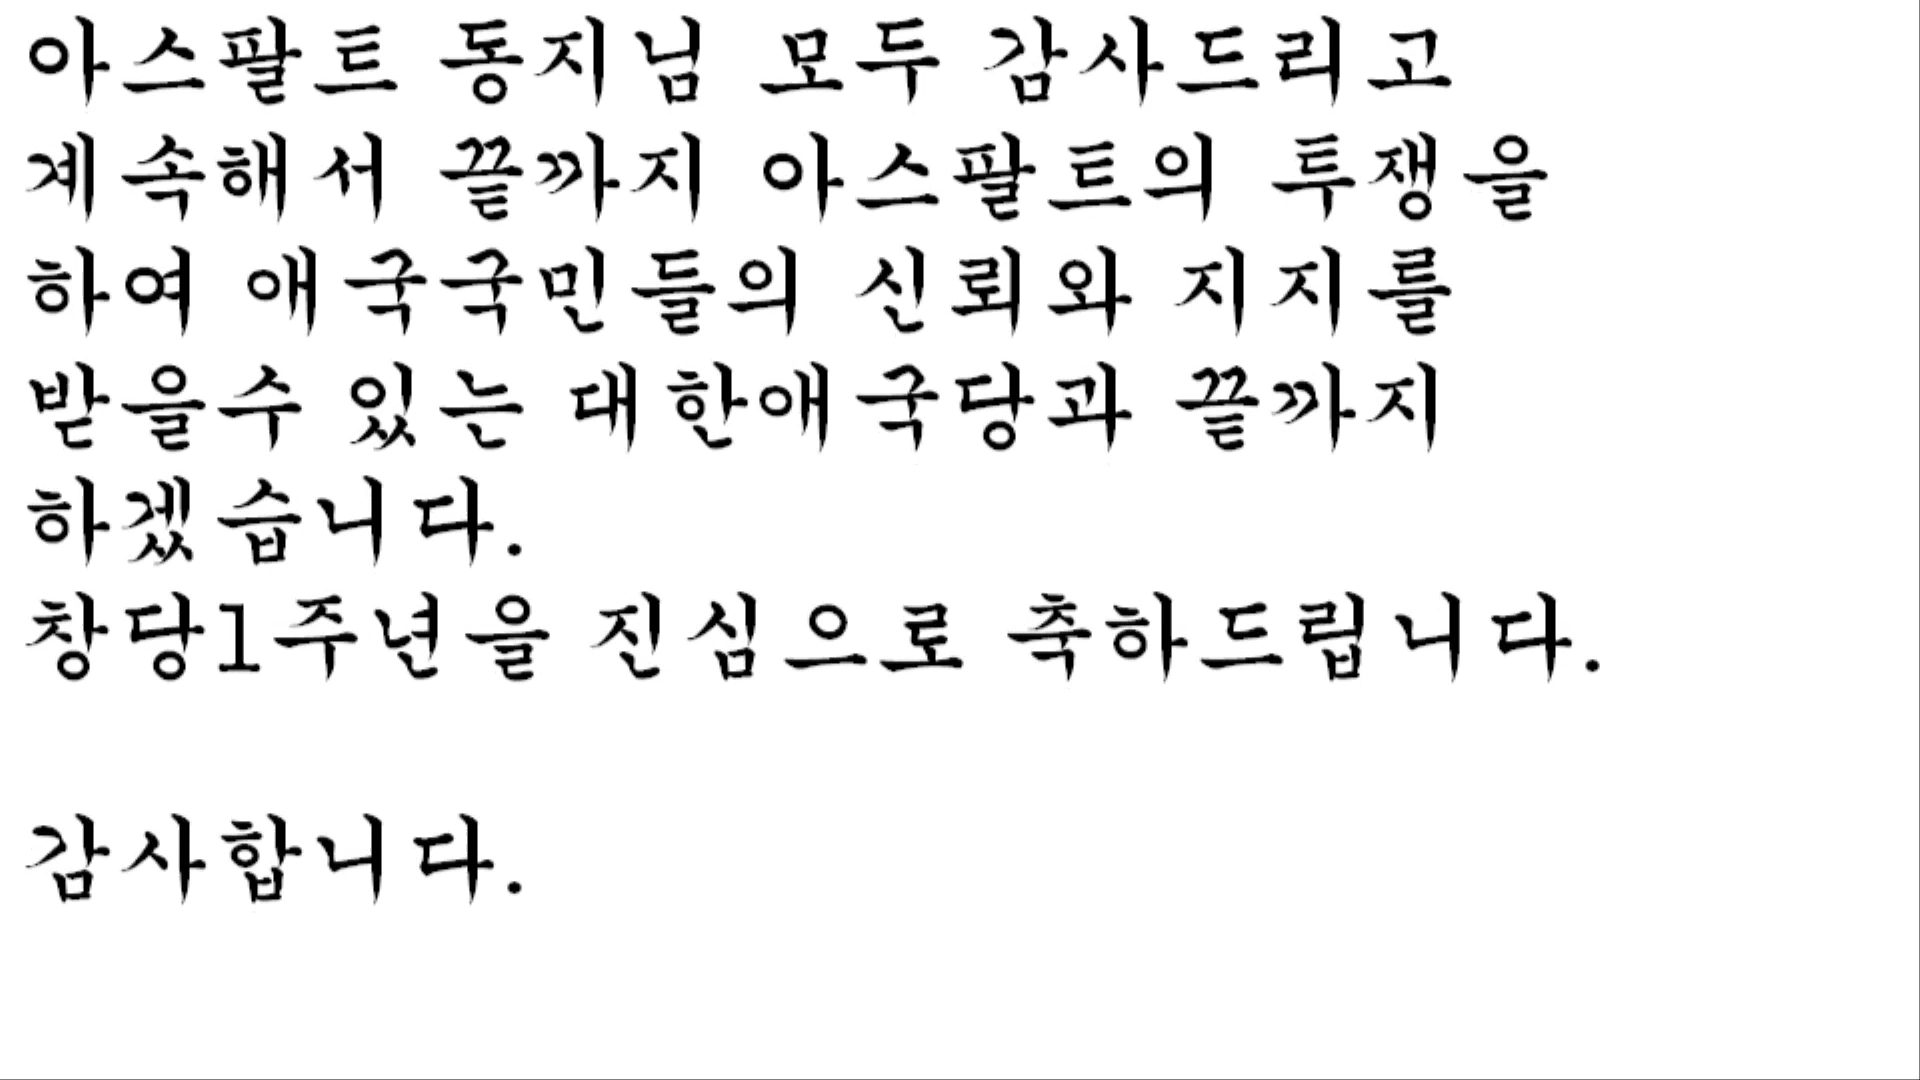 아스팔트 동지님 모두 감사드리고
계속해서 끝까지 아스팔트의 투쟁을
하여 애국국민들의 신뢰와 지지를
받을수 있는 대한애국당과 끝까지
하겠습니다.
창당1주년을 진심으로 축하드립니다.
감사합니다.